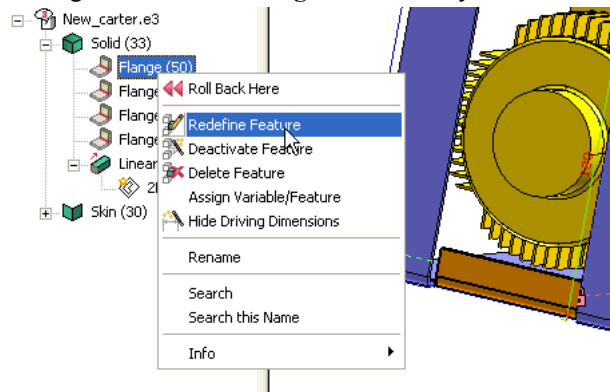 New_carter.e3
Solid (33)
Flange (50)
Flange
Flange
Flange
Linear
Skin (30)
Roll Back Here
Redefine Feature
Deactivate Feature
Delete Feature
Assign Variable/Feature
Hide Driving Dimensions
Rename
Search
Search this Name
Info